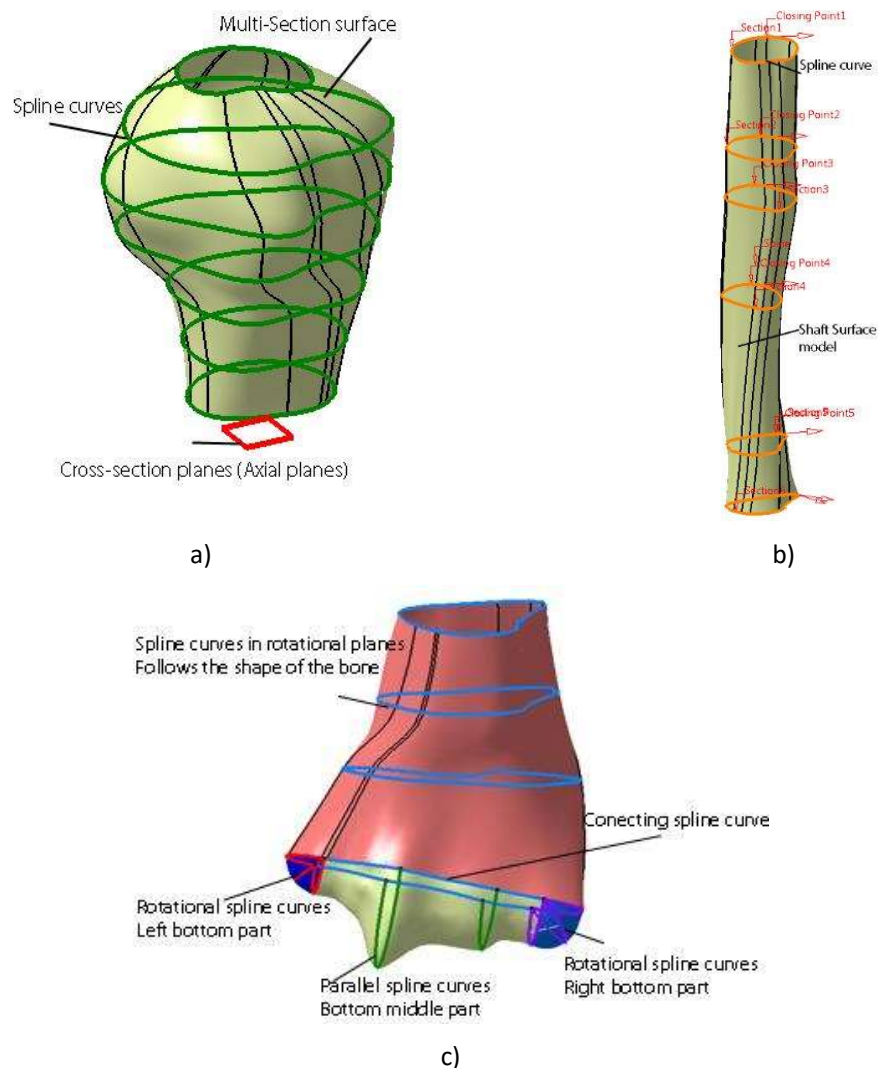 Multi-Section surface
Spline curves
Cross-section planes (Axial planes)
a)
Closing Point1
Section1
Spline curve
Closing Point2
Section2
Closing Point3
Section3
Closing Point4
Shaft Surface
model
Closing Point5
b)
Spline curves in rotational planes
Follows the shape of the bone
Conecting spline curve
Rotational spline curves
Left bottom part
Parallel spline curves
Bottom middle part
Rotational spline curves
Right bottom part
c)